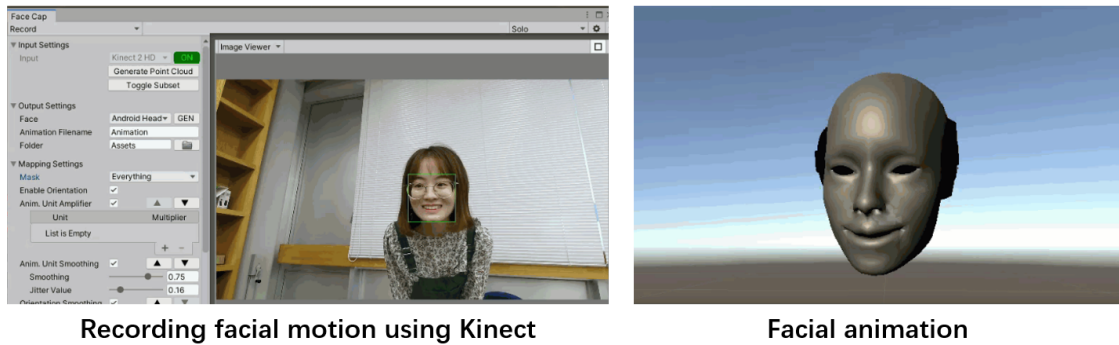 Face Cap
Record
Solo
Input Settings
Input Kinect 2 HD ON
Generate Point Cloud
Toggle Subset
Output Settings
Face Android Head GEN
Animation Filename Animation
Folder Assets
Mapping Settings
Mask Everything
Enable Orientation
Anim. Unit Amplifier
Unit Multiplier
List is Empty
+ −
Anim. Unit Smoothing
Smoothing 0.75
Jitter Value 0.16
Orientation Smoothing
Image Viewer
Recording facial motion using Kinect
Facial animation